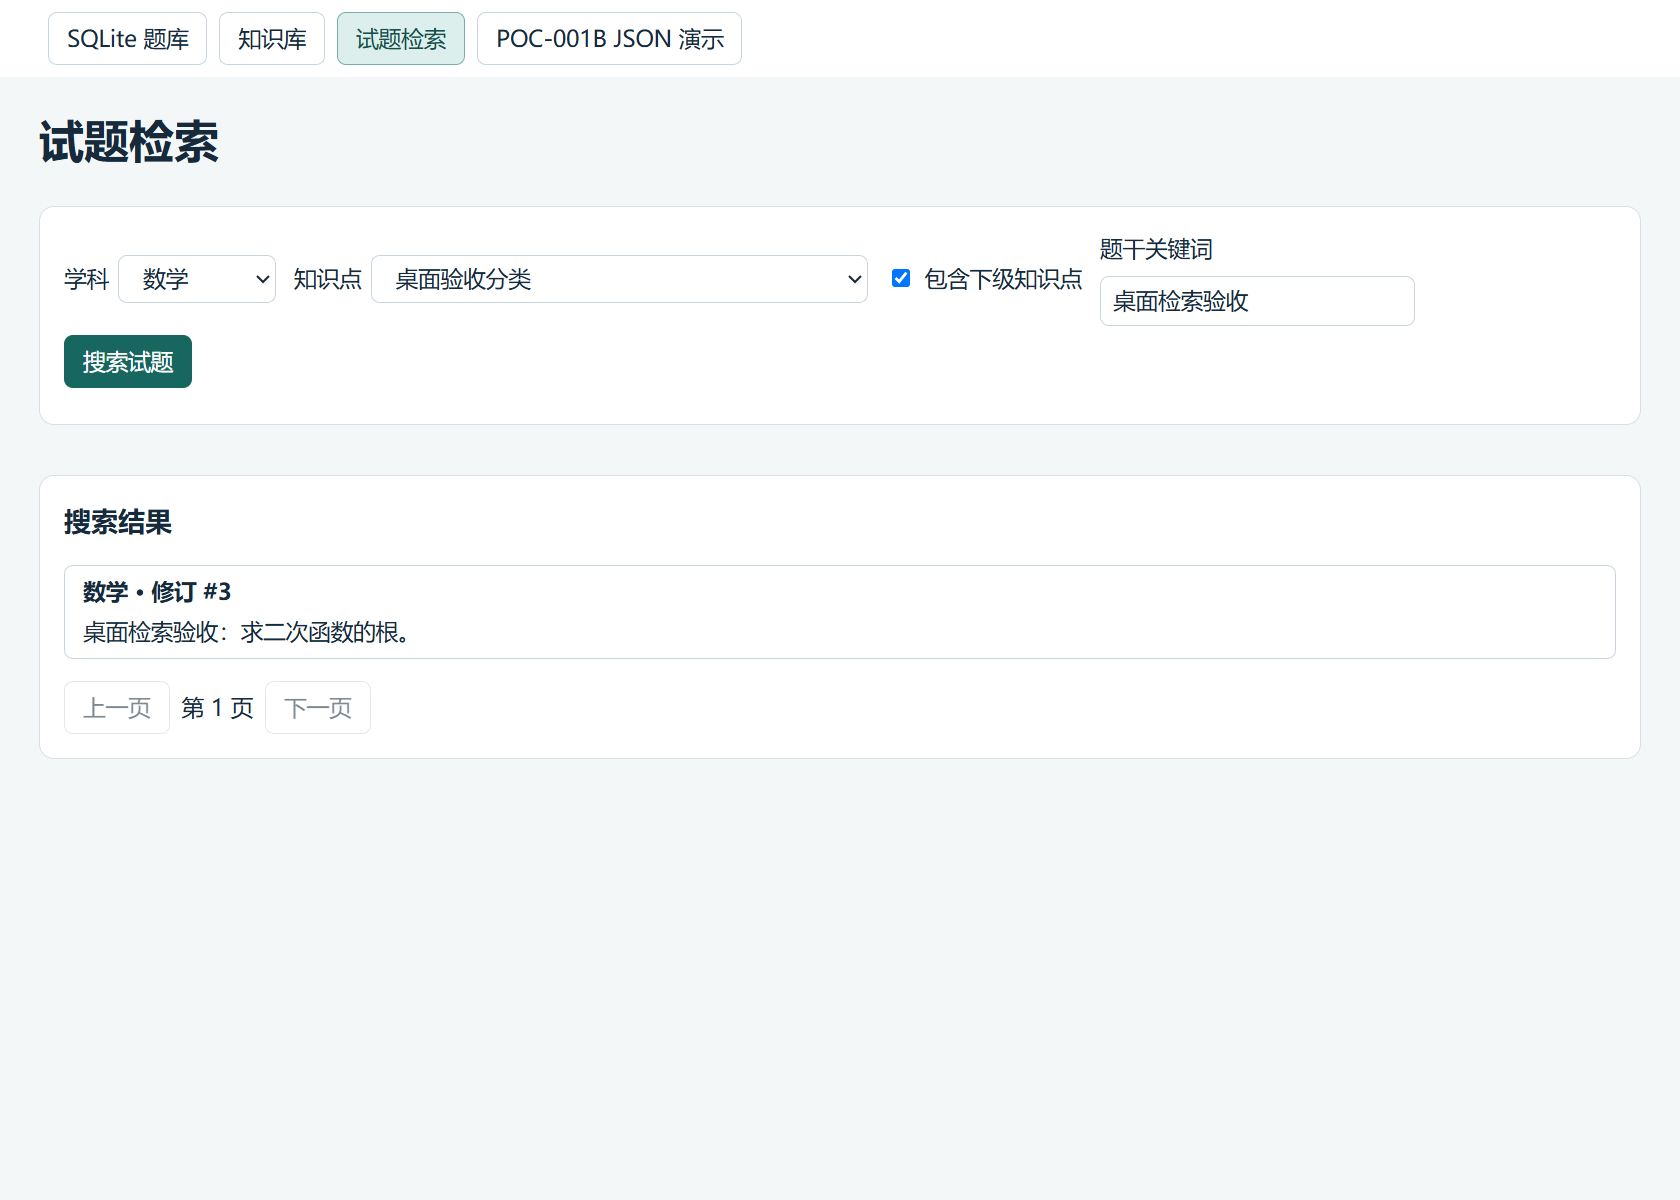 SQLite 题库 知识库 试题检索 POC-001B JSON 演示
试题检索
学科 数学 知识点 桌面验收分类 包含下级知识点
题干关键词
桌面检索验收
搜索试题
搜索结果
数学 • 修订 #3
桌面检索验收：求二次函数的根。
上一页 第 1 页 下一页